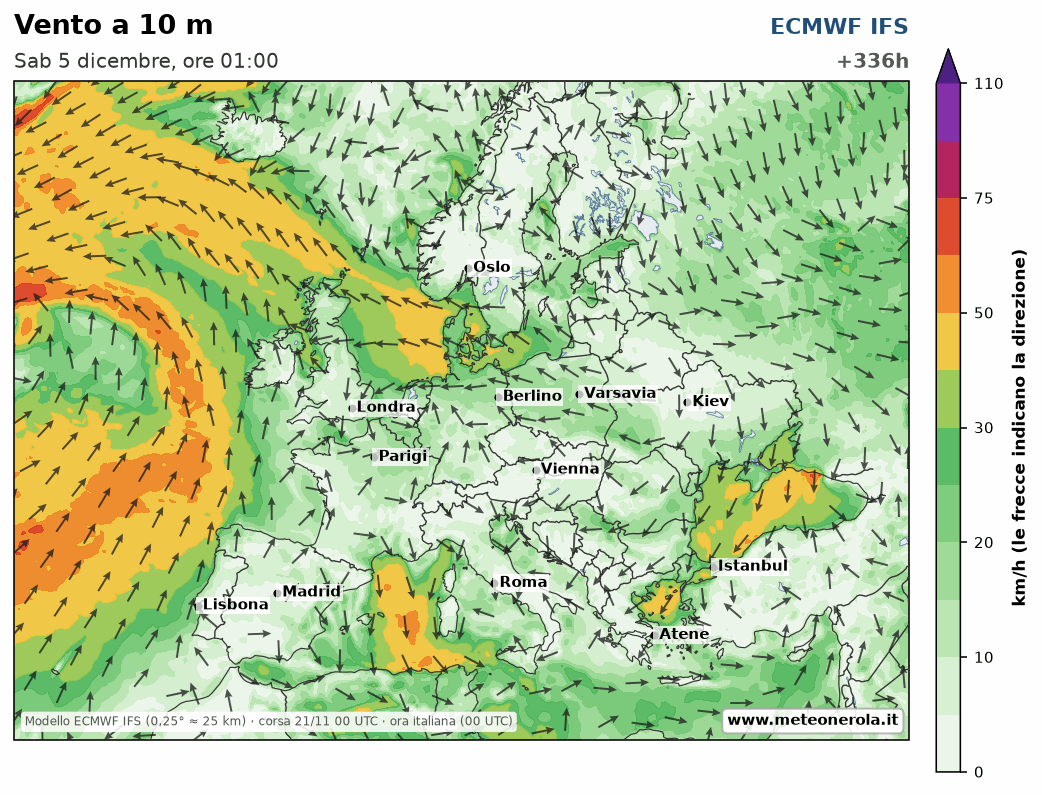 Vento a 10 m
ECMWF IFS
Sab 5 dicembre, ore 01:00
+336h
110
75
50
30
20
10
0
km/h (le frecce indicano la direzione)
Oslo
Berlino
Varsavia
Kiev
Londra
Parigi
Vienna
Istanbul
Roma
Madrid
Lisbona
Atene
Modello ECMWF IFS (0,25° ≈ 25 km) · corsa 21/11 00 UTC · ora italiana (00 UTC)
www.meteonerola.it